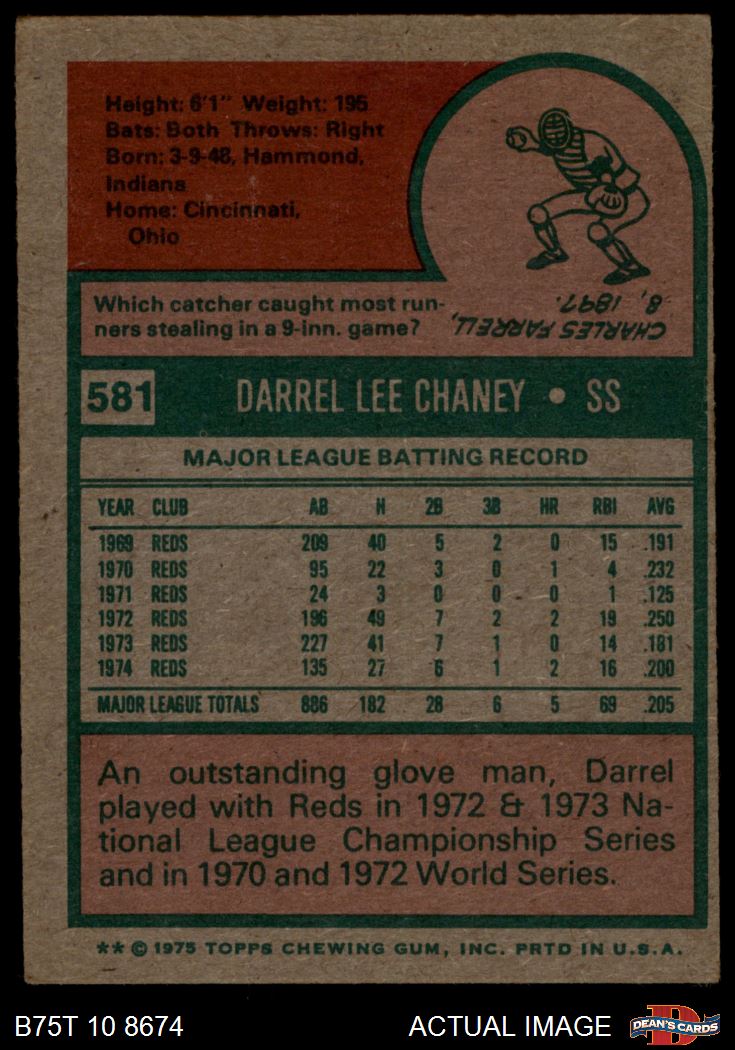 Height: 6'1" Weight: 195
Bats: Both Throws: Right
Born: 3-9-48, Hammond,
Indiana
Home: Cincinnati,
Ohio
Which catcher caught most run-
ners stealing in a 9-inn. game?
CHARLES FARRELL,
8, 1897.
581 DARREL LEE CHANEY • SS
MAJOR LEAGUE BATTING RECORD
YEAR CLUB AB H 2B 3B HR RBI AVG
1969 REDS 209 40 5 2 0 15 .191
1970 REDS 95 22 3 0 1 4 .232
1971 REDS 24 3 0 0 0 1 .125
1972 REDS 196 49 7 2 2 19 .250
1973 REDS 227 41 7 1 0 14 .181
1974 REDS 135 27 6 1 2 16 .200
MAJOR LEAGUE TOTALS 886 182 28 6 5 69 .205
An outstanding glove man, Darrel
played with Reds in 1972 & 1973 Na-
tional League Championship Series
and in 1970 and 1972 World Series.
** © 1975 TOPPS CHEWING GUM, INC. PRTD IN U.S.A.
B75T 10 8674 ACTUAL IMAGE
DEAN'S CARDS